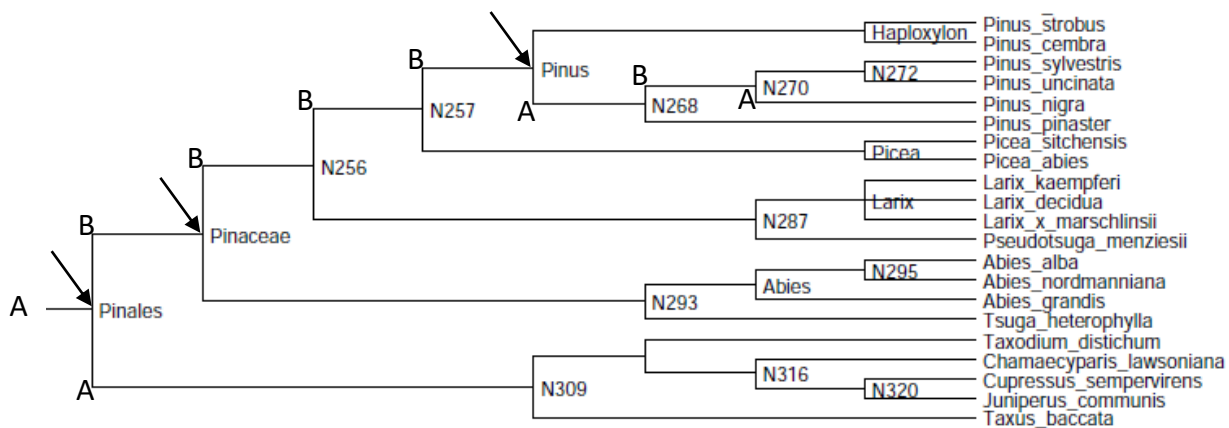 Pinus_strobus
Haploxylon
Pinus_cembra
B
Pinus
B
Pinus_sylvestris
N272
Pinus_uncinata
N270
A
Pinus_nigra
B
N257
A
N268
Pinus_pinaster
Picea_sitchensis
Picea
Picea_abies
B
N256
Larix_kaempferi
Larix
Larix_decidua
Larix_x_marschlinsii
N287
Pseudotsuga_menziesii
B
Pinaceae
Abies_alba
N295
Abies_nordmanniana
Abies
Abies_grandis
N293
Tsuga_heterophylla
A
Pinales
Taxodium_distichum
Chamaecyparis_lawsoniana
N316
Cupressus_sempervirens
N320
Juniperus_communis
A
N309
Taxus_baccata